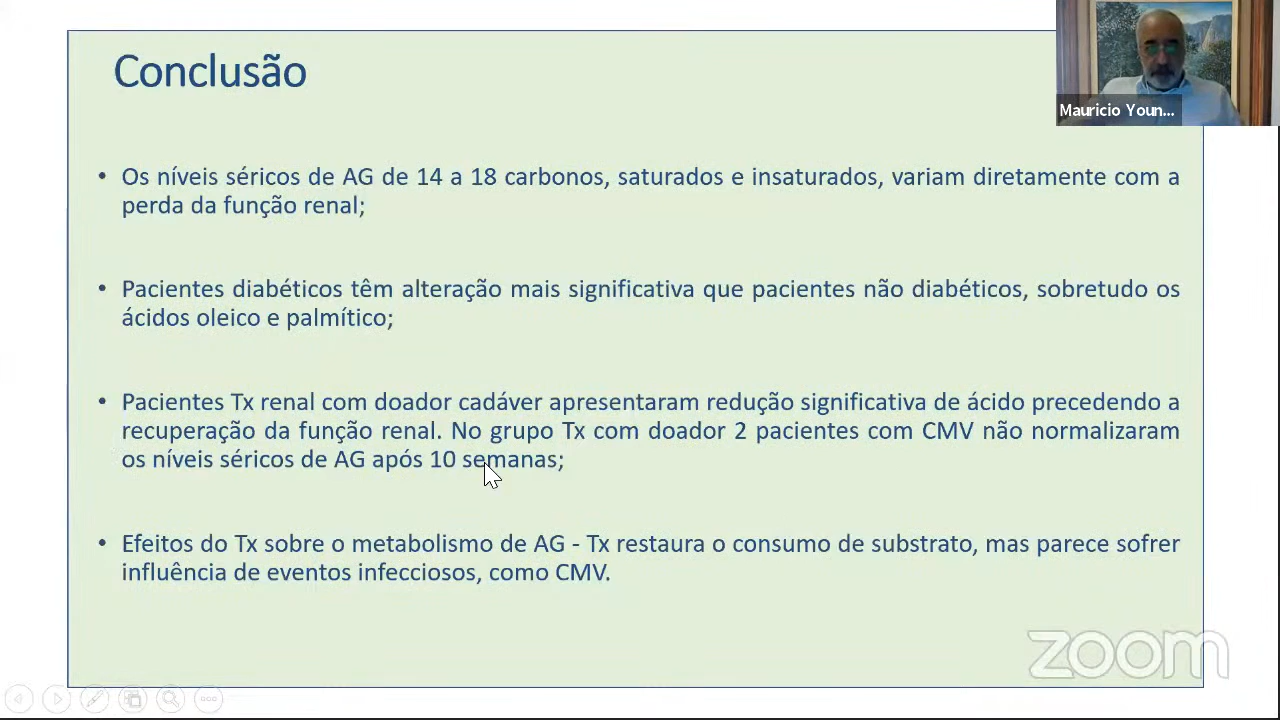 Conclusão
Mauricio Youn...
• Os níveis séricos de AG de 14 a 18 carbonos, saturados e insaturados, variam diretamente com a
perda da função renal;
• Pacientes diabéticos têm alteração mais significativa que pacientes não diabéticos, sobretudo os
ácidos oleico e palmítico;
• Pacientes Tx renal com doador cadáver apresentaram redução significativa de ácido precedendo a
recuperação da função renal. No grupo Tx com doador 2 pacientes com CMV não normalizaram
os níveis séricos de AG após 10 semanas;
• Efeitos do Tx sobre o metabolismo de AG - Tx restaura o consumo de substrato, mas parece sofrer
influência de eventos infecciosos, como CMV.
zoom